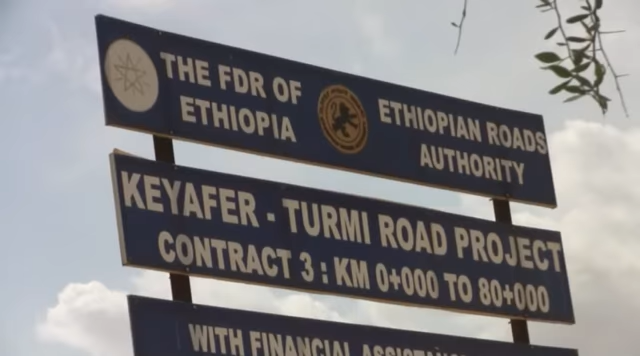 THE FDR OF
ETHIOPIA
ETHIOPIAN ROADS
AUTHORITY
KEYAFER - TURMI ROAD PROJECT
CONTRACT 3 : KM 0+000 TO 80+000
WITH FINANCIAL